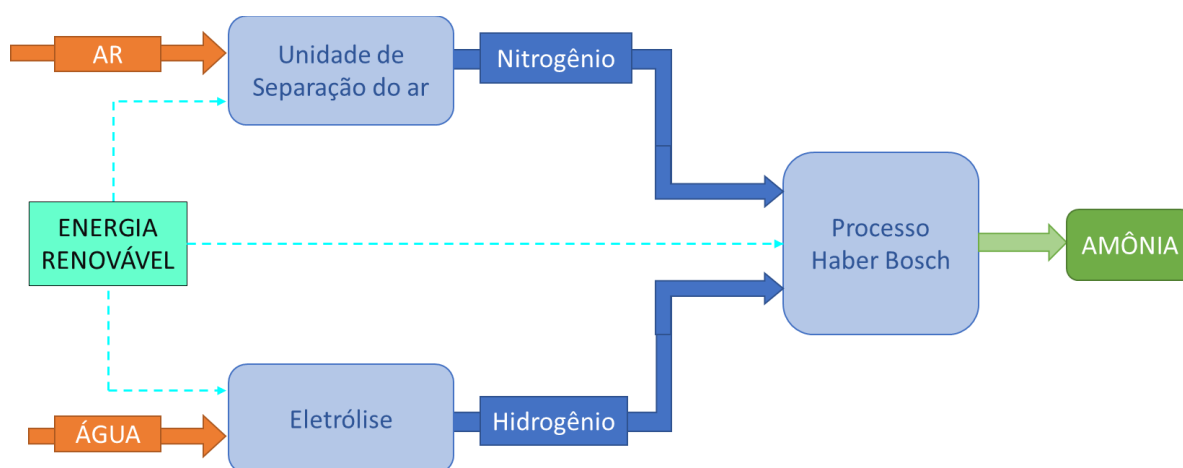 AR
Unidade de
Separação do ar
Nitrogênio
ENERGIA
RENOVÁVEL
Processo
Haber Bosch
AMÔNIA
ÁGUA
Eletrólise
Hidrogênio